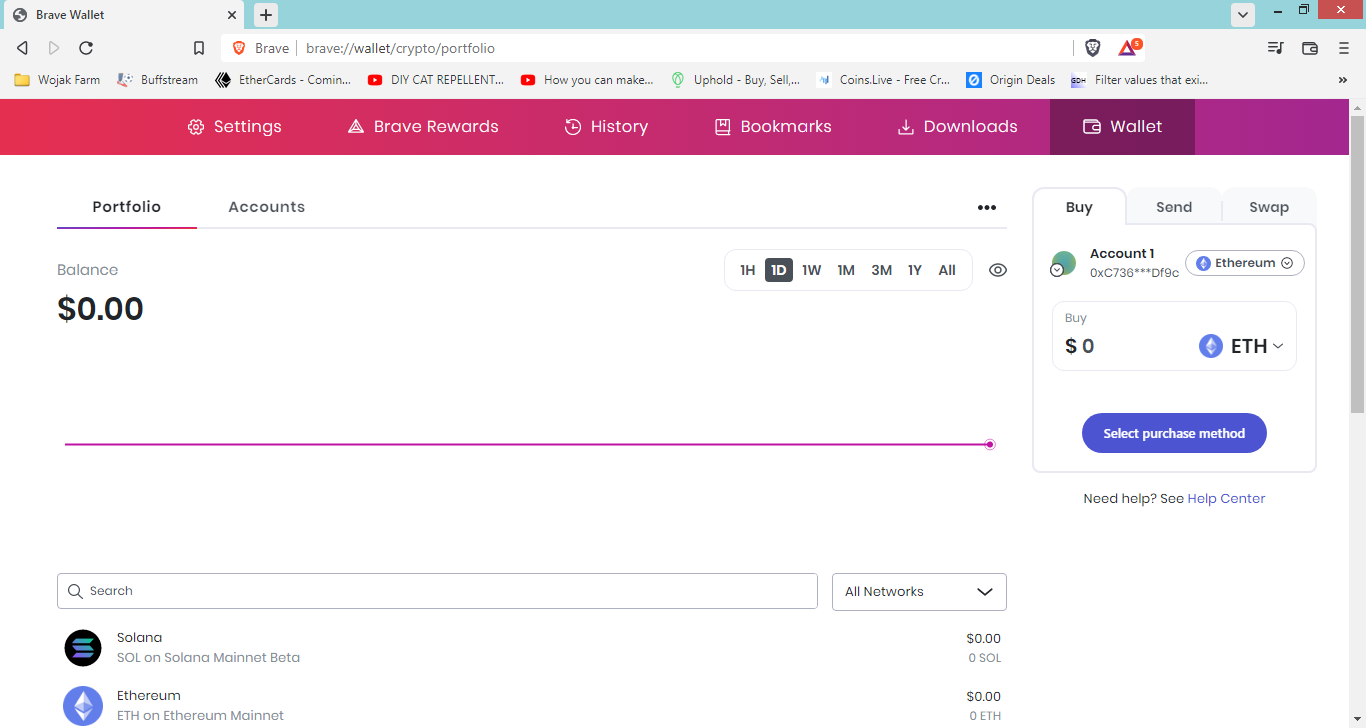 Brave Wallet
Brave
brave://wallet/crypto/portfolio
5
Wojak Farm
Buffstream
EtherCards - Comin...
DIY CAT REPELLENT...
How you can make...
Uphold - Buy, Sell,...
Coins.Live - Free Cr...
Origin Deals
GDH
Filter values that exi...
Settings
Brave Rewards
History
Bookmarks
Downloads
Wallet
Portfolio
Accounts
Balance
$0.00
1H 1D 1W 1M 3M 1Y All
Buy
Send
Swap
Account 1
0xC736***Df9c
Ethereum
Buy
$ 0
ETH
Select purchase method
Need help? See Help Center
Search
All Networks
Solana
SOL on Solana Mainnet Beta
$0.00
0 SOL
Ethereum
ETH on Ethereum Mainnet
$0.00
0 ETH